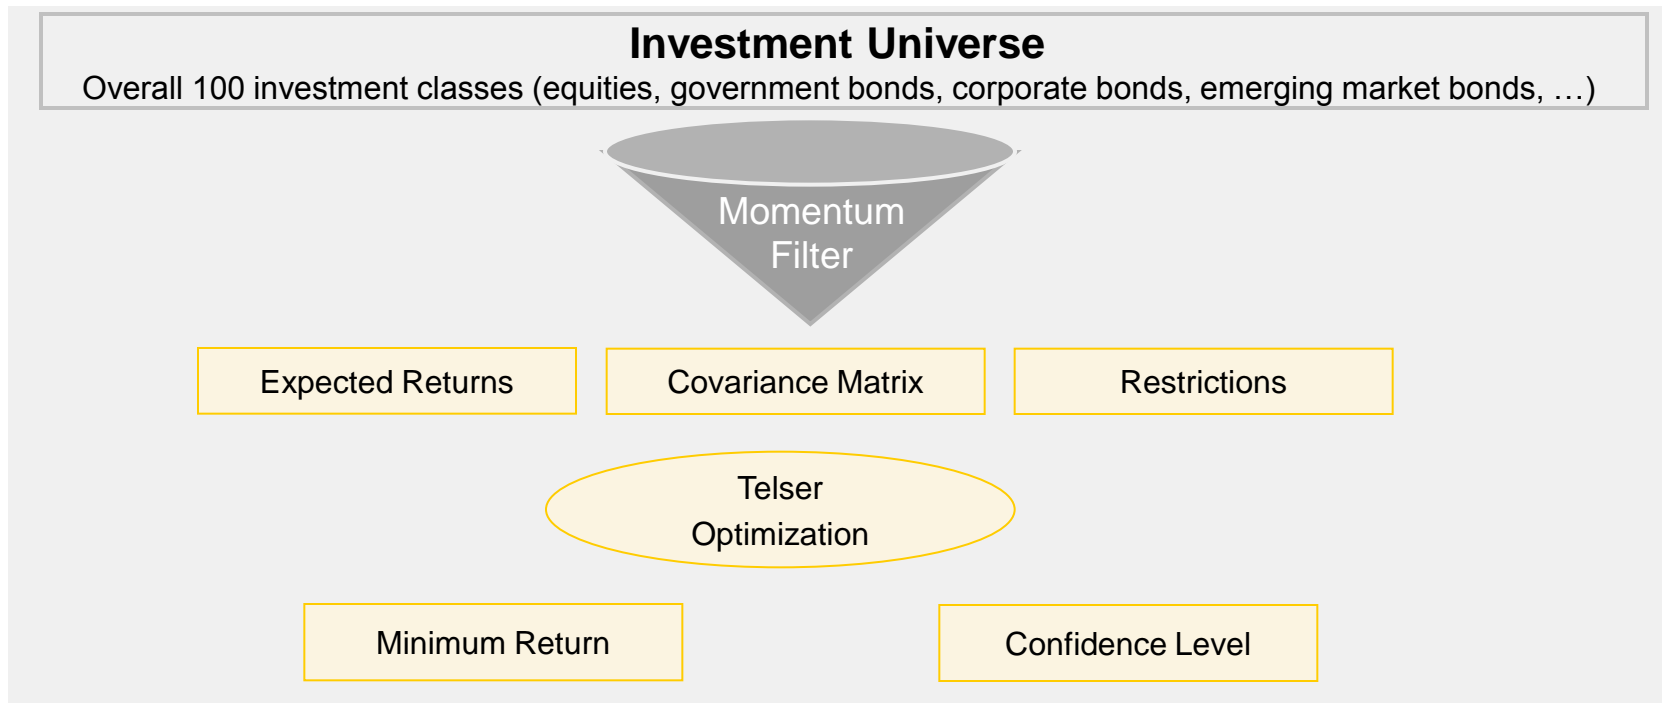 Investment Universe
Overall 100 investment classes (equities, government bonds, corporate bonds, emerging market bonds, …)
Momentum
Filter
Expected Returns
Covariance Matrix
Restrictions
Telser
Optimization
Minimum Return
Confidence Level